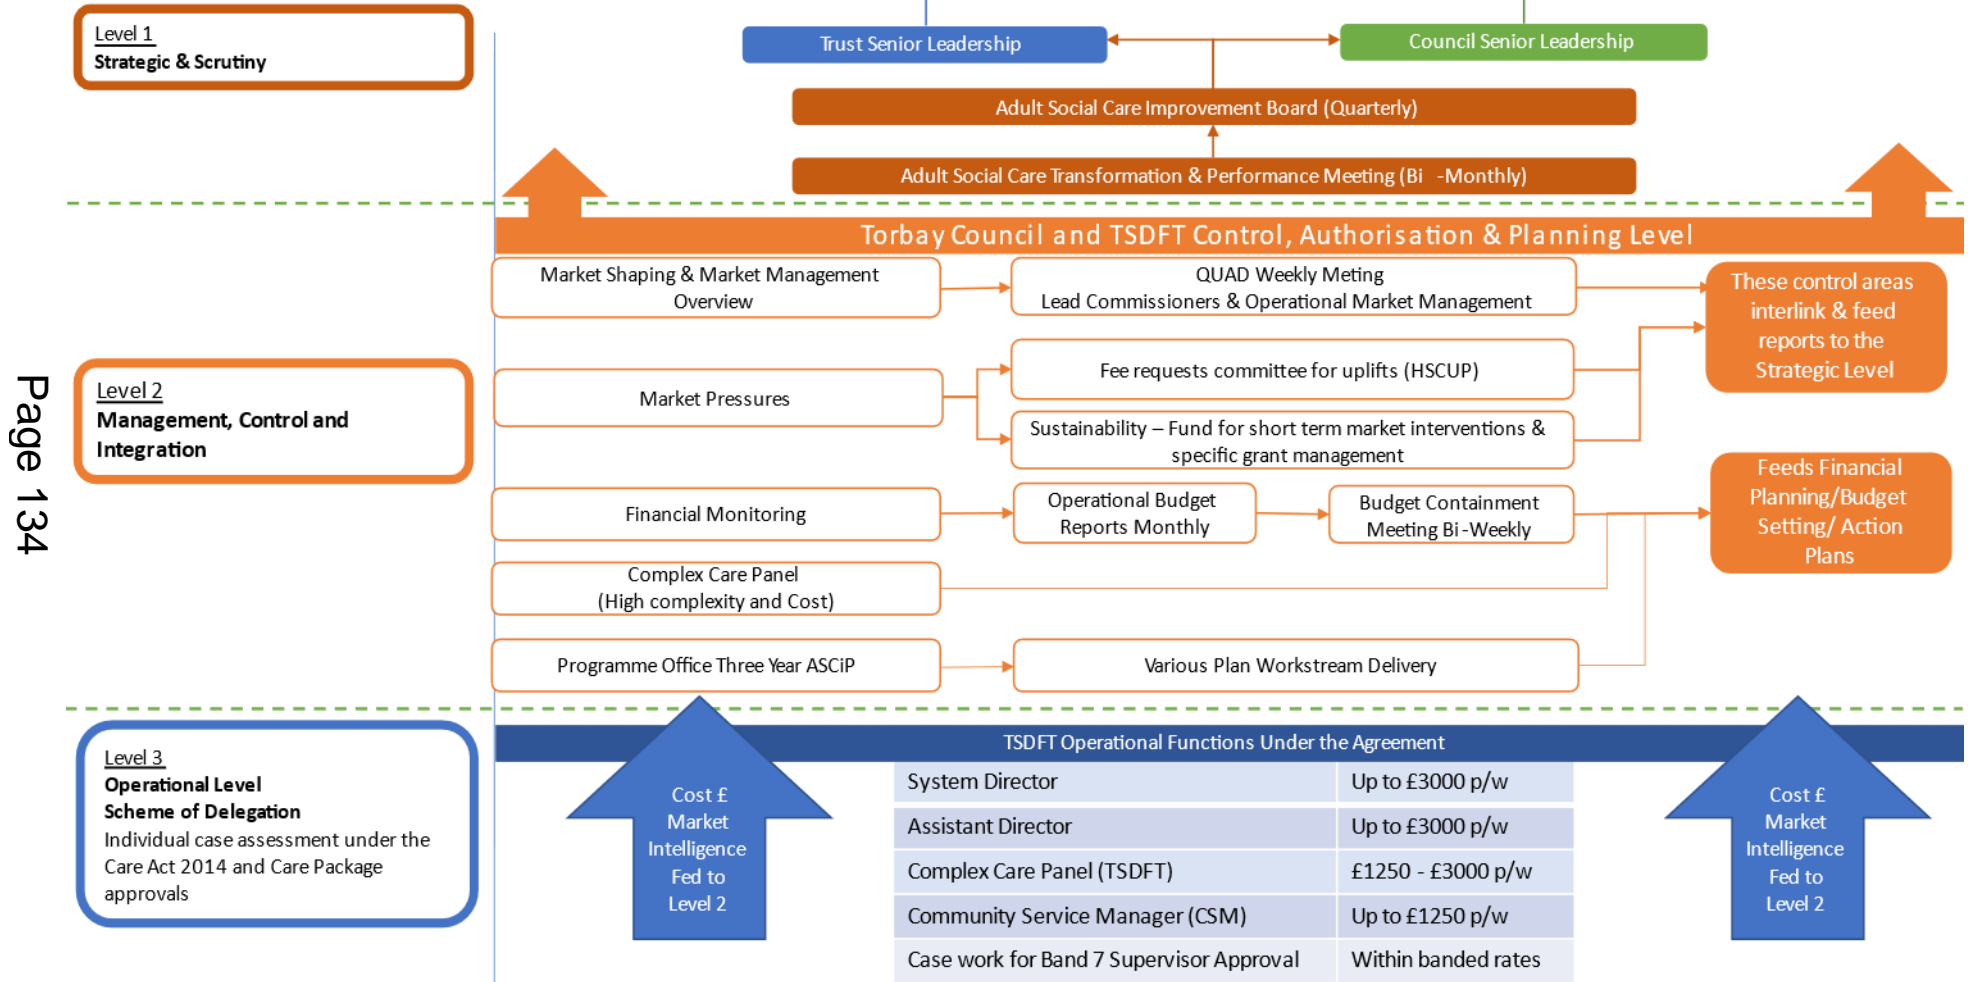 Level 1
Strategic & Scrutiny
Trust Senior Leadership
Council Senior Leadership
Adult Social Care Improvement Board (Quarterly)
Adult Social Care Transformation & Performance Meeting (Bi -Monthly)
Torbay Council and TSDFT Control, Authorisation & Planning Level
Page 134
Level 2
Management, Control and
Integration
Market Shaping & Market Management
Overview
QUAD Weekly Meting
Lead Commissioners & Operational Market Management
These control areas
interlink & feed
reports to the
Strategic Level
Market Pressures
Fee requests committee for uplifts (HSCUP)
Sustainability – Fund for short term market interventions &
specific grant management
Financial Monitoring
Operational Budget
Reports Monthly
Budget Containment
Meeting Bi -Weekly
Feeds Financial
Planning/Budget
Setting/ Action
Plans
Complex Care Panel
(High complexity and Cost)
Programme Office Three Year ASCiP
Various Plan Workstream Delivery
Level 3
Operational Level
Scheme of Delegation
Individual case assessment under the
Care Act 2014 and Care Package
approvals
TSDFT Operational Functions Under the Agreement
Cost £
Market
Intelligence
Fed to
Level 2
System Director Up to £3000 p/w
Assistant Director Up to £3000 p/w
Complex Care Panel (TSDFT) £1250 - £3000 p/w
Community Service Manager (CSM) Up to £1250 p/w
Case work for Band 7 Supervisor Approval Within banded rates
Cost £
Market
Intelligence
Fed to
Level 2